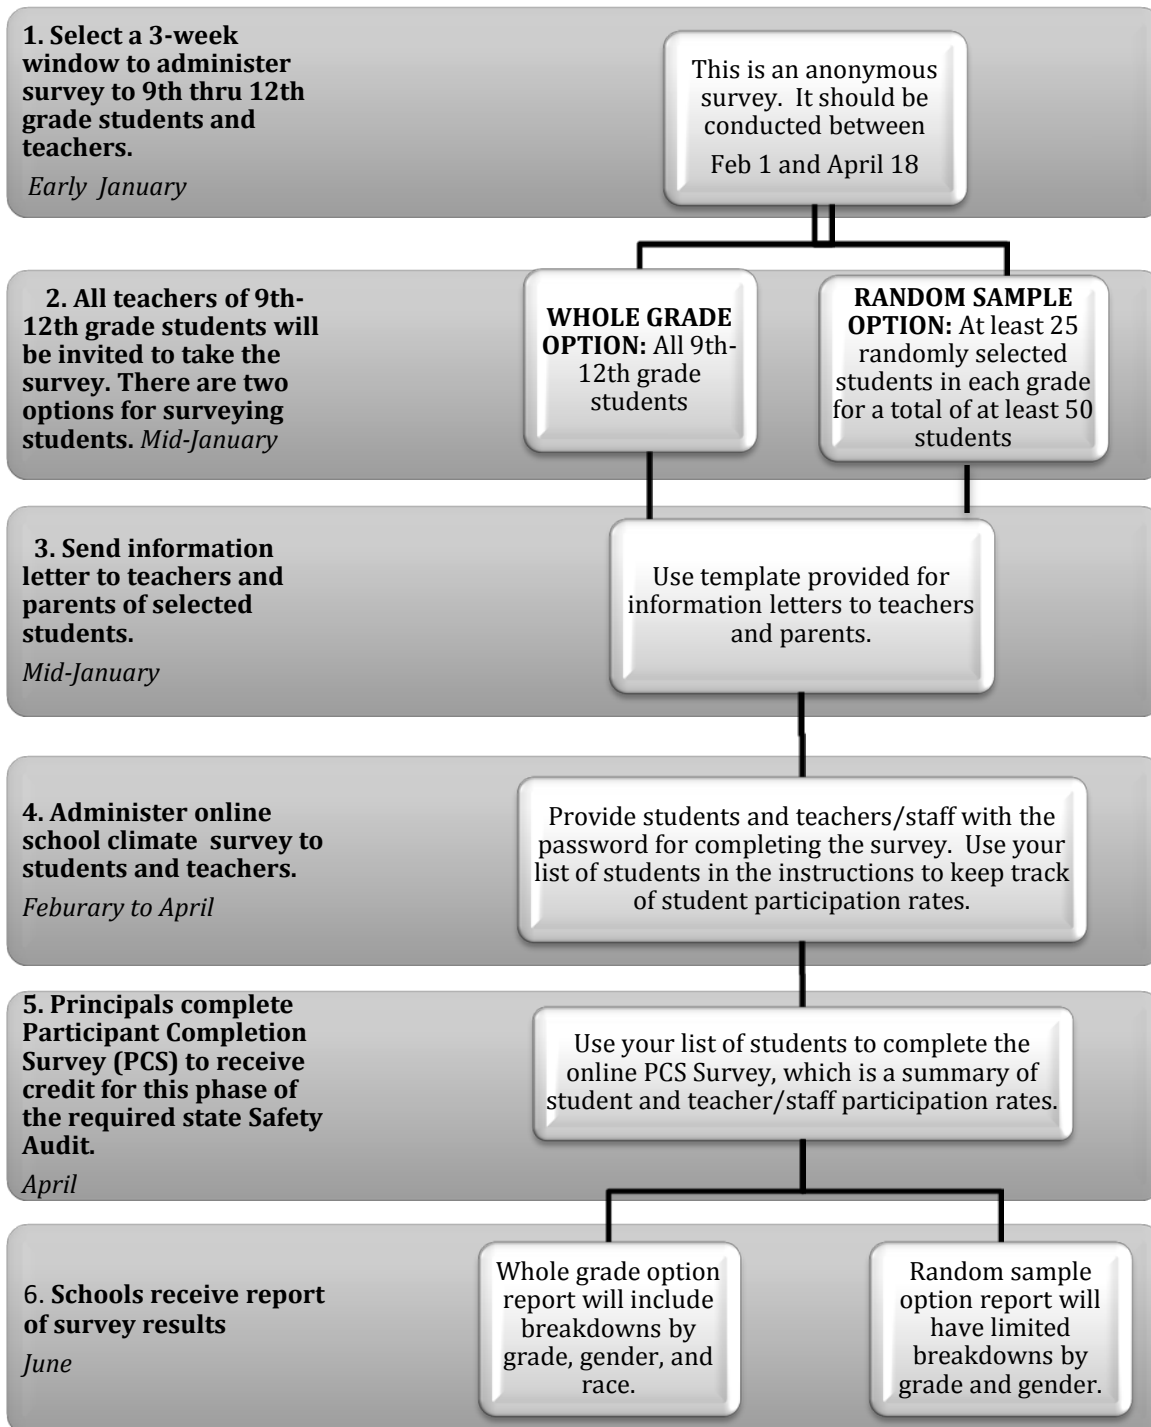 1. Select a 3-week
window to administer
survey to 9th thru 12th
grade students and
teachers.
Early January
This is an anonymous
survey. It should be
conducted between
Feb 1 and April 18
2. All teachers of 9th-
12th grade students will
be invited to take the
survey. There are two
options for surveying
students. Mid-January
WHOLE GRADE
OPTION: All 9th-
12th grade
students
RANDOM SAMPLE
OPTION: At least 25
randomly selected
students in each grade
for a total of at least 50
students
3. Send information
letter to teachers and
parents of selected
students.
Mid-January
Use template provided for
information letters to teachers
and parents.
4. Administer online
school climate survey to
students and teachers.
Feburary to April
Provide students and teachers/staff with the
password for completing the survey. Use your
list of students in the instructions to keep track
of student participation rates.
5. Principals complete
Participant Completion
Survey (PCS) to receive
credit for this phase of
the required state Safety
Audit.
April
Use your list of students to complete the
online PCS Survey, which is a summary of
student and teacher/staff participation rates.
6. Schools receive report
of survey results
June
Whole grade option
report will include
breakdowns by
grade, gender, and
race.
Random sample
option report will
have limited
breakdowns by
grade and gender.